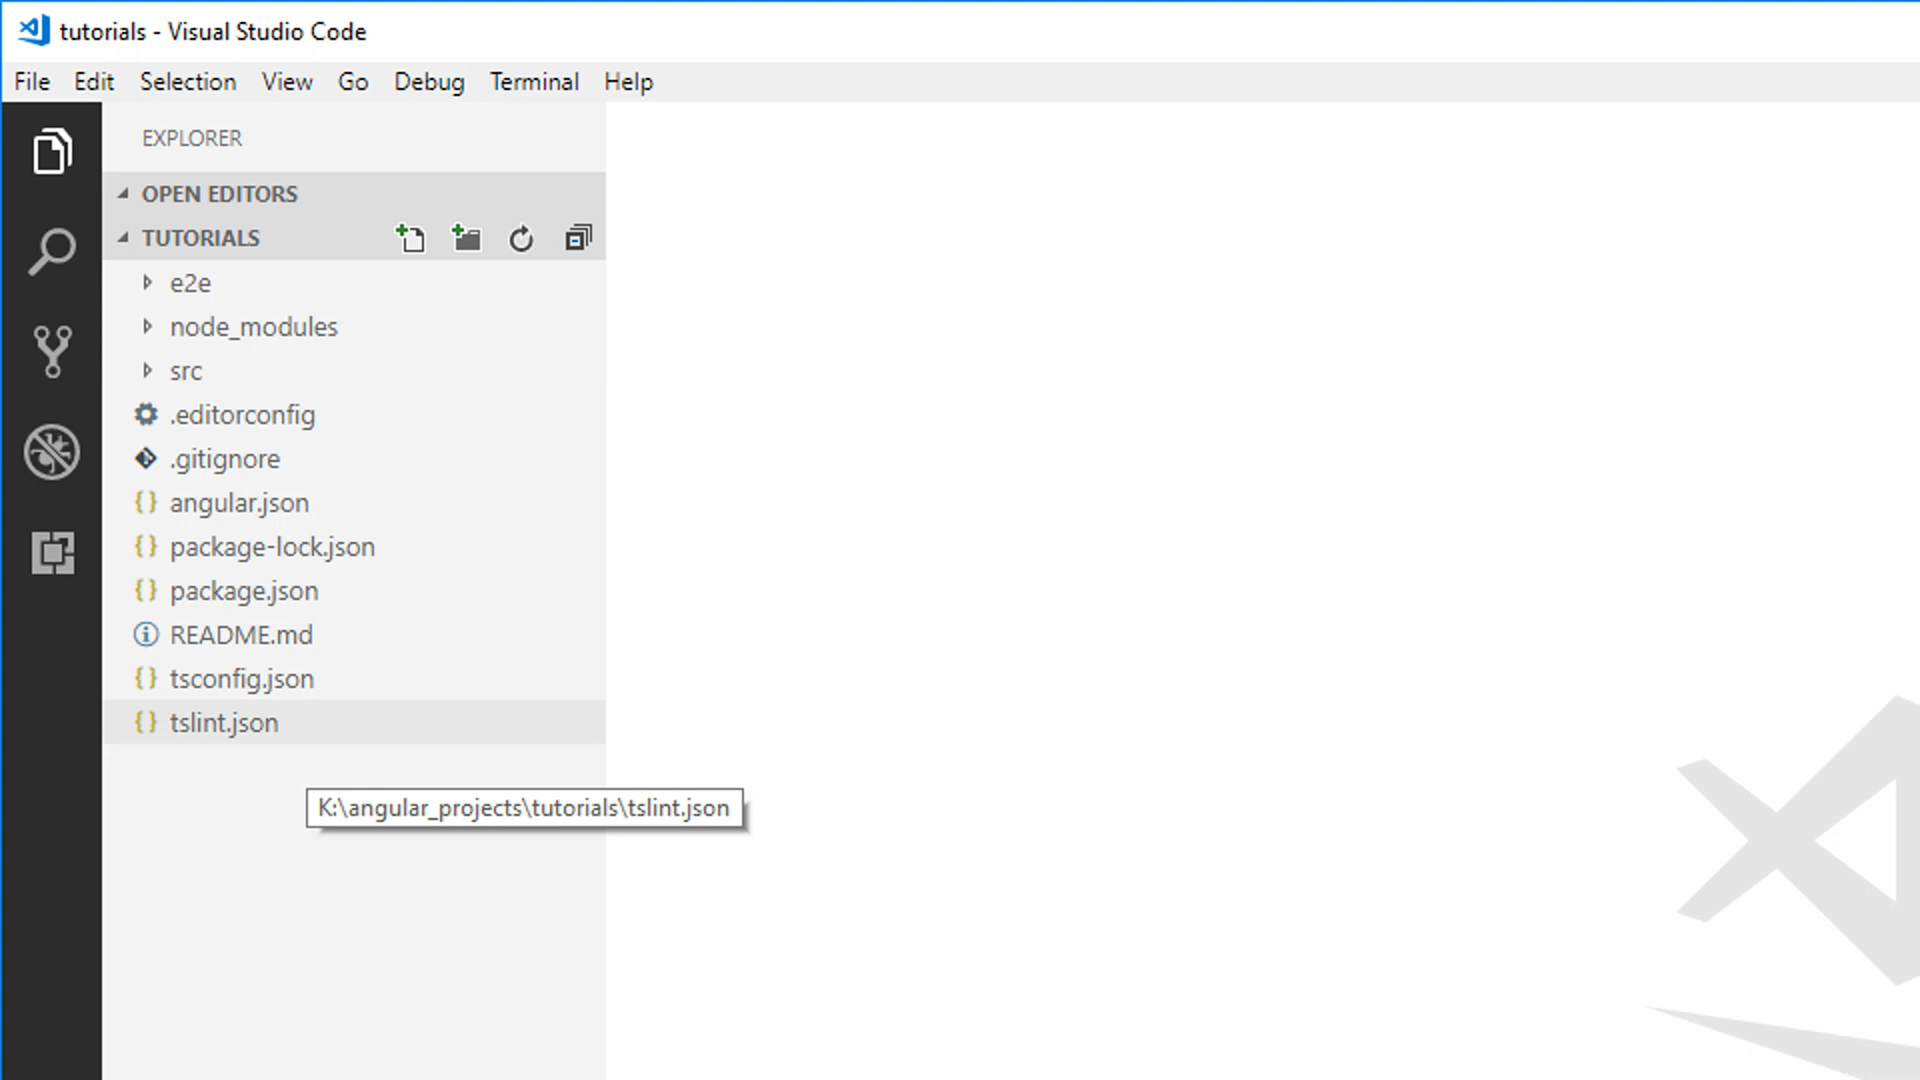 tutorials - Visual Studio Code
File Edit Selection View Go Debug Terminal Help
EXPLORER
OPEN EDITORS
TUTORIALS
e2e
node_modules
src
.editorconfig
.gitignore
angular.json
package-lock.json
package.json
README.md
tsconfig.json
tslint.json
K:\angular_projects\tutorials\tslint.json